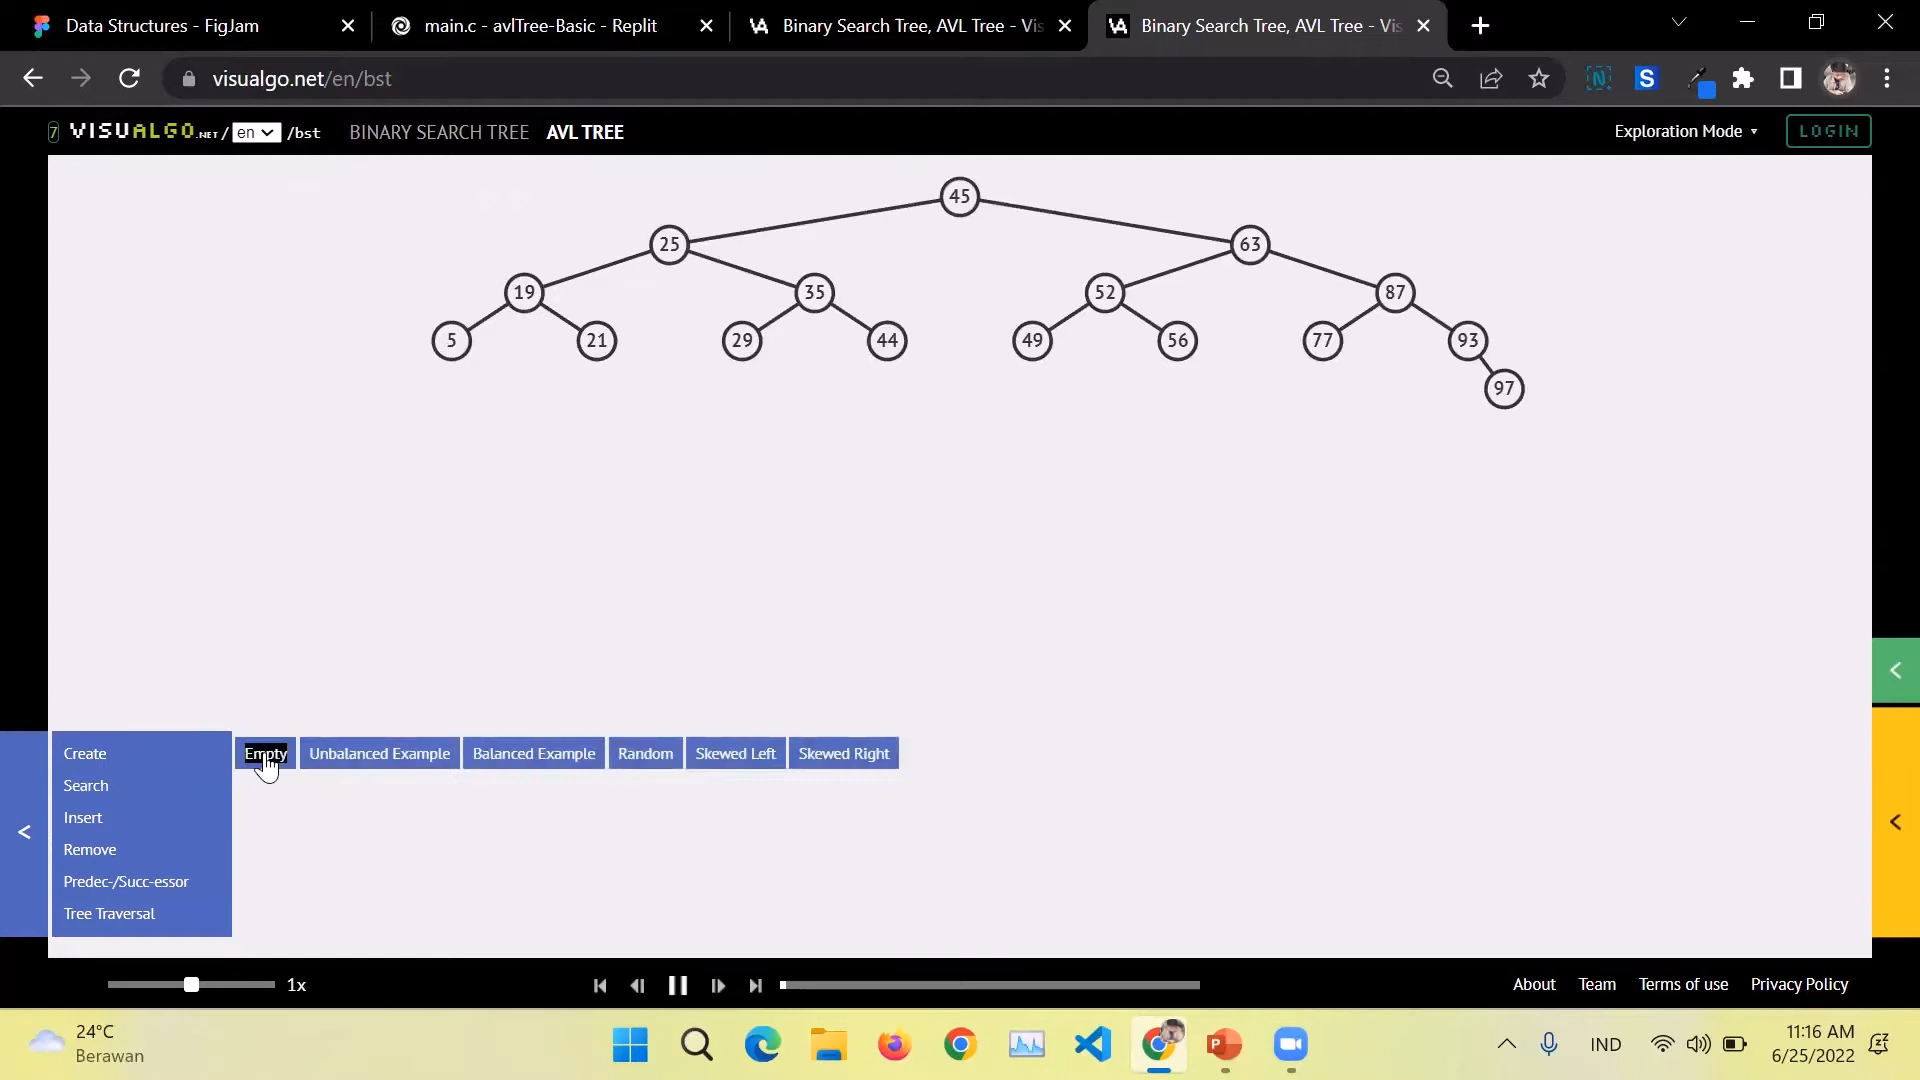 Data Structures - FigJam
main.c - avlTree-Basic - Replit
Binary Search Tree, AVL Tree - Vis
Binary Search Tree, AVL Tree - Vis
visualgo.net/en/bst
7 VISUALGO.NET / en /bst BINARY SEARCH TREE AVL TREE
Exploration Mode LOGIN
45
25 63
19 35 52 87
5 21 29 44 49 56 77 93
97
Create
Empty Unbalanced Example Balanced Example Random Skewed Left Skewed Right
Search
Insert
Remove
Predec-/Succ-essor
Tree Traversal
1x
About Team Terms of use Privacy Policy
24°C
Berawan
IND
11:16 AM
6/25/2022